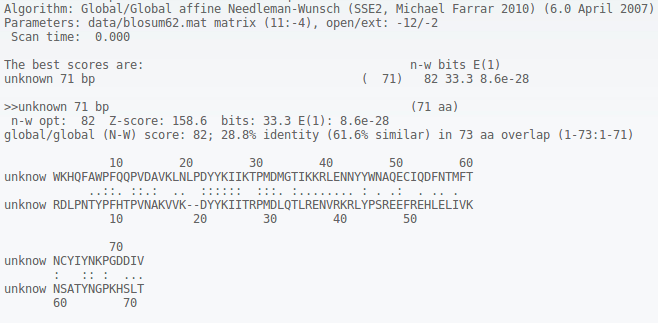 Algorithm: Global/Global affine Needleman-Wunsch (SSE2, Michael Farrar 2010) (6.0 April 2007)
Parameters: data/blosum62.mat matrix (11:-4), open/ext: -12/-2
 Scan time:  0.000
The best scores are:                                      n-w bits E(1)
unknown 71 bp                                      (  71)   82 33.3 8.6e-28
>>unknown 71 bp                                           (71 aa)
 n-w opt:  82  Z-score: 158.6  bits: 33.3 E(1): 8.6e-28
global/global (N-W) score: 82; 28.8% identity (61.6% similar) in 73 aa overlap (1-73:1-71)
               10        20        30        40        50        60
unknow WKHQFAWPFQQPVDAVKLNLPDYYKIIKTPMDMGTIKKRLENNYYWNAQECIQDFNTMFT
            ..::. ::.:  ..  ::::::  :::. :........ : . .:  . .. .
unknow RDLPNTYPFHTPVNAKVVK--DYYKIITRPMDLQTLRENVRKRLYPSREEFREHLELIVK
               10          20        30        40        50
               70
unknow NCYIYNKPGDDIV
       :   :: :  ...
unknow NSATYNGPKHSLT
       60        70